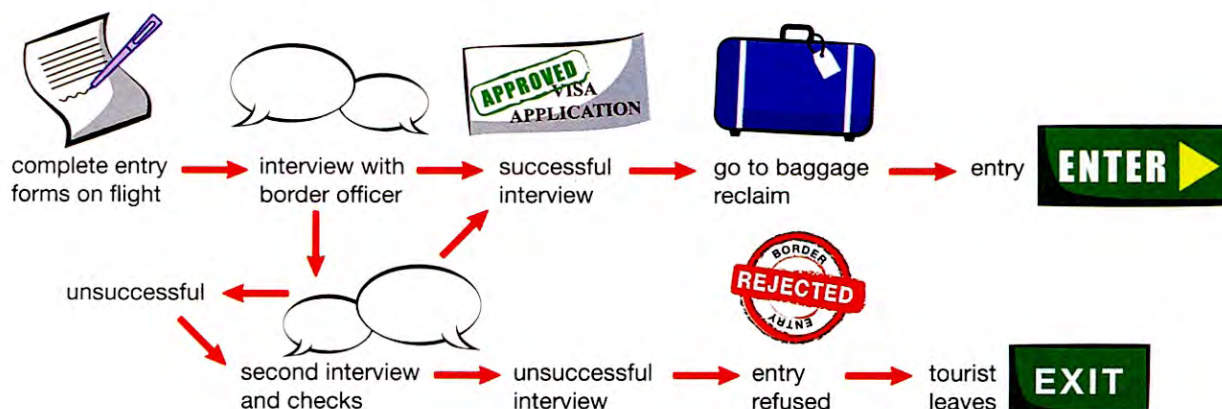 APPROVED
VISA
APPLICATION
complete entry
forms on flight
interview with
border officer
successful
interview
go to baggage
reclaim
entry
ENTER
unsuccessful
BORDER
REJECTED
ENTRY
second interview
and checks
unsuccessful
interview
entry
refused
tourist
leaves
EXIT